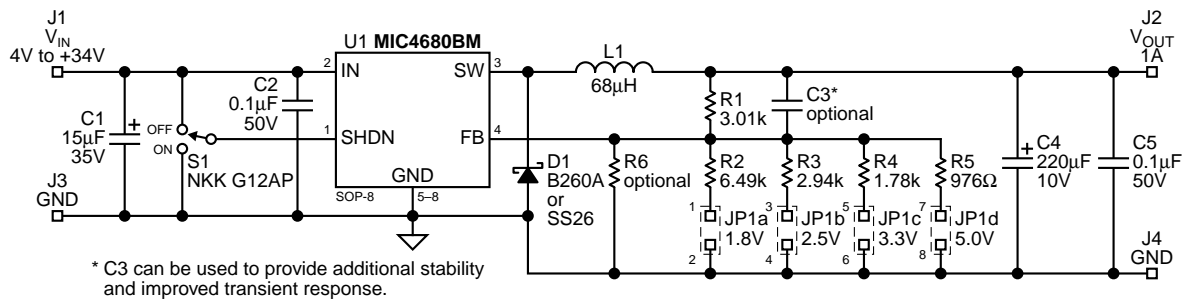 J1
V_IN
4V to +34V
U1 MIC4680BM
L1
68µH
J2
V_OUT
1A
2
IN
SW
3
C1
15µF
35V
+
OFF
ON
S1
NKK G12AP
C2
0.1µF
50V
1
SHDN
FB
4
GND
SOP-8
5–8
R1
3.01k
C3*
optional
D1
B260A
or
SS26
R6
optional
R2
6.49k
R3
2.94k
R4
1.78k
R5
976Ω
+
C4
220µF
10V
C5
0.1µF
50V
J3
GND
1
JP1a
1.8V
2
3
JP1b
2.5V
4
5
JP1c
3.3V
6
7
JP1d
5.0V
8
J4
GND
* C3 can be used to provide additional stability
and improved transient response.